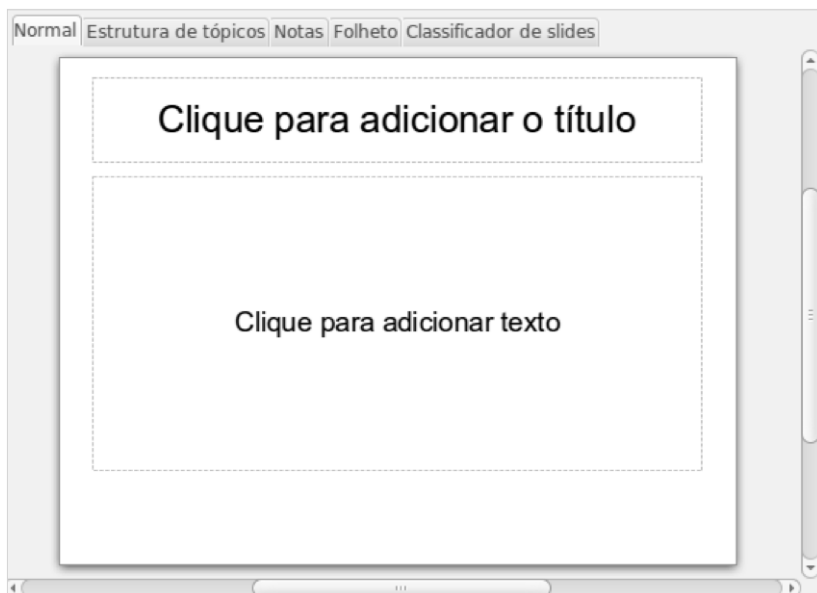 Normal Estrutura de tópicos Notas Folheto Classificador de slides
Clique para adicionar o título
Clique para adicionar texto